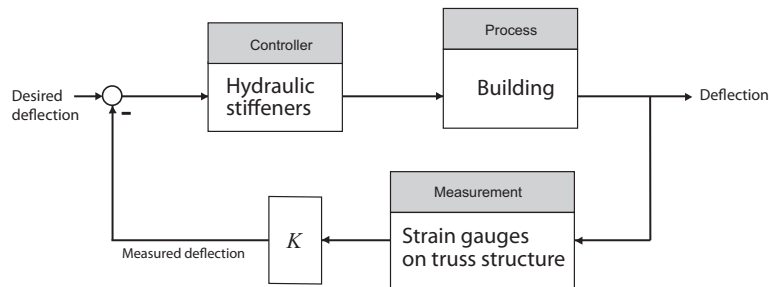 Controller
Process
Desired
deflection
-
Hydraulic
stiffeners
Building
Deflection
Measurement
Measured deflection
K
Strain gauges
on truss structure